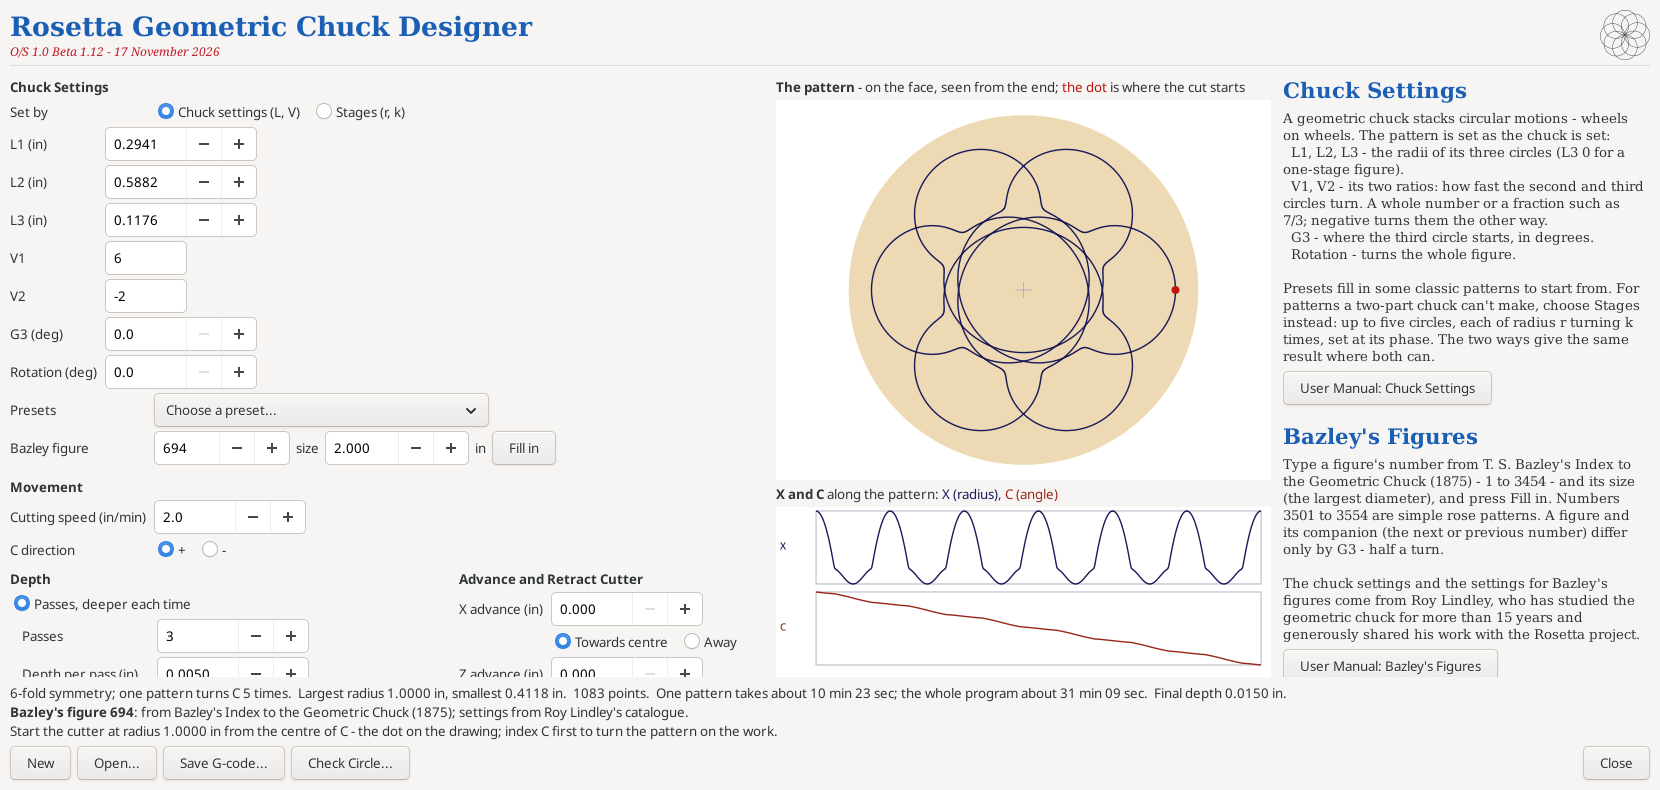 Rosetta Geometric Chuck Designer
O/S 1.0 Beta 1.12 - 17 November 2026
Chuck Settings
Set by
Chuck settings (L, V)
Stages (r, k)
L1 (in)
0.2941
L2 (in)
0.5882
L3 (in)
0.1176
V1
6
V2
-2
G3 (deg)
0.0
Rotation (deg)
0.0
Presets
Choose a preset...
Bazley figure
694
size
2.000
in
Fill in
Movement
Cutting speed (in/min)
2.0
C direction
+
-
Depth
Passes, deeper each time
Passes
3
Depth per pass (in)
0.0050
Advance and Retract Cutter
X advance (in)
0.000
Towards centre
Away
Z advance (in)
0.000
The pattern - on the face, seen from the end; the dot is where the cut starts
X and C along the pattern: X (radius), C (angle)
X
C
Chuck Settings
A geometric chuck stacks circular motions - wheels
on wheels. The pattern is set as the chuck is set:
L1, L2, L3 - the radii of its three circles (L3 0 for a
one-stage figure).
V1, V2 - its two ratios: how fast the second and third
circles turn. A whole number or a fraction such as
7/3; negative turns them the other way.
G3 - where the third circle starts, in degrees.
Rotation - turns the whole figure.
Presets fill in some classic patterns to start from. For
patterns a two-part chuck can't make, choose Stages
instead: up to five circles, each of radius r turning k
times, set at its phase. The two ways give the same
result where both can.
User Manual: Chuck Settings
Bazley's Figures
Type a figure's number from T. S. Bazley's Index to
the Geometric Chuck (1875) - 1 to 3454 - and its size
(the largest diameter), and press Fill in. Numbers
3501 to 3554 are simple rose patterns. A figure and
its companion (the next or previous number) differ
only by G3 - half a turn.
The chuck settings and the settings for Bazley's
figures come from Roy Lindley, who has studied the
geometric chuck for more than 15 years and
generously shared his work with the Rosetta project.
User Manual: Bazley's Figures
6-fold symmetry; one pattern turns C 5 times.  Largest radius 1.0000 in, smallest 0.4118 in.  1083 points.  One pattern takes about 10 min 23 sec; the whole program about 31 min 09 sec.  Final depth 0.0150 in.
Bazley's figure 694: from Bazley's Index to the Geometric Chuck (1875); settings from Roy Lindley's catalogue.
Start the cutter at radius 1.0000 in from the centre of C - the dot on the drawing; index C first to turn the pattern on the work.
New
Open...
Save G-code...
Check Circle...
Close